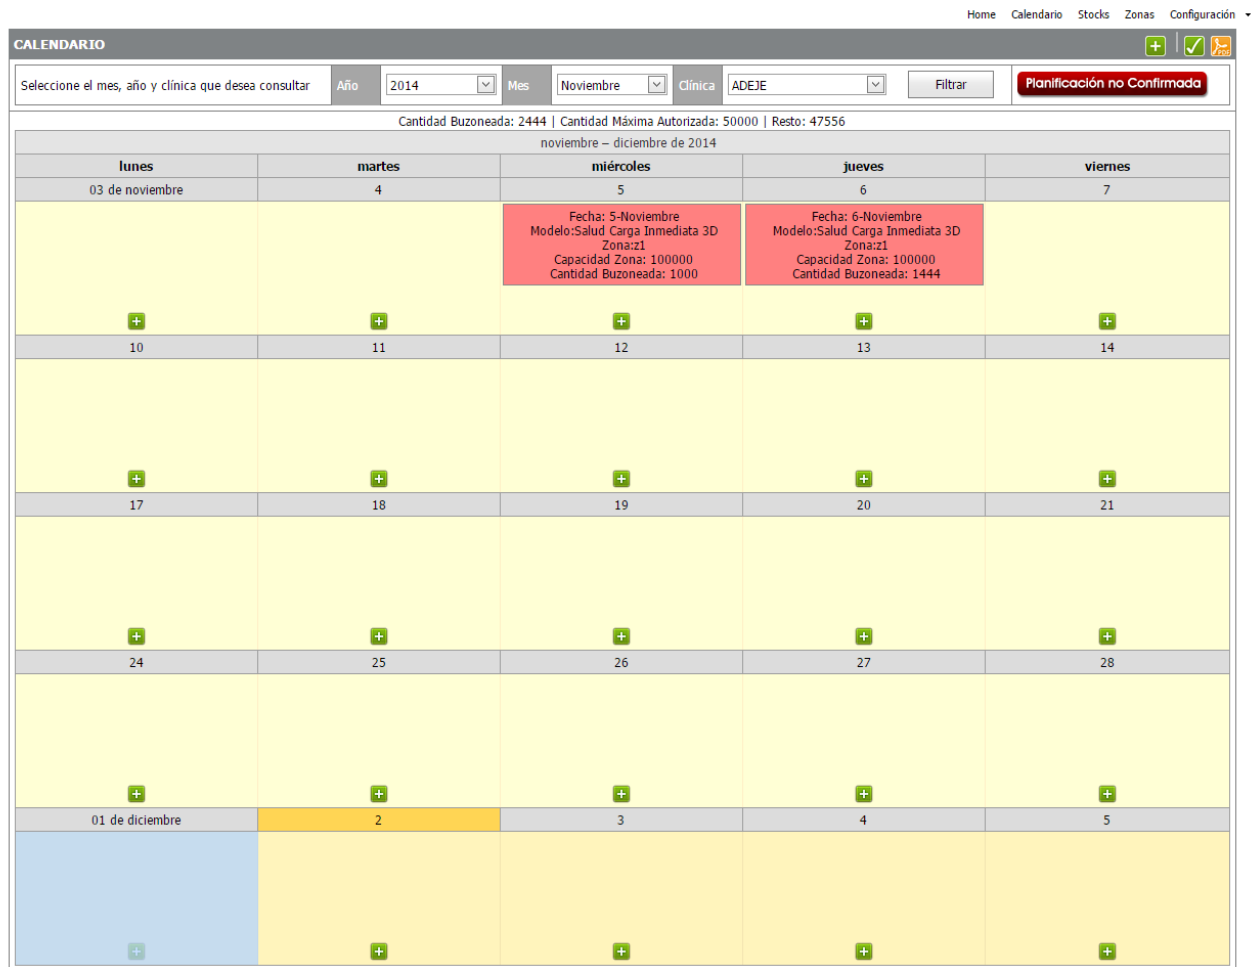 Home Calendario Stocks Zonas Configuración
CALENDARIO
Seleccione el mes, año y clínica que desea consultar Año 2014 Mes Noviembre Clínica ADEJE Filtrar Planificación no Confirmada
Cantidad Buzoneada: 2444 | Cantidad Máxima Autorizada: 50000 | Resto: 47556
noviembre – diciembre de 2014
lunes martes miércoles jueves viernes
03 de noviembre 4 5 6 7
Fecha: 5-Noviembre
Modelo:Salud Carga Inmediata 3D
Zona:z1
Capacidad Zona: 100000
Cantidad Buzoneada: 1000
Fecha: 6-Noviembre
Modelo:Salud Carga Inmediata 3D
Zona:z1
Capacidad Zona: 100000
Cantidad Buzoneada: 1444
10 11 12 13 14
17 18 19 20 21
24 25 26 27 28
01 de diciembre 2 3 4 5